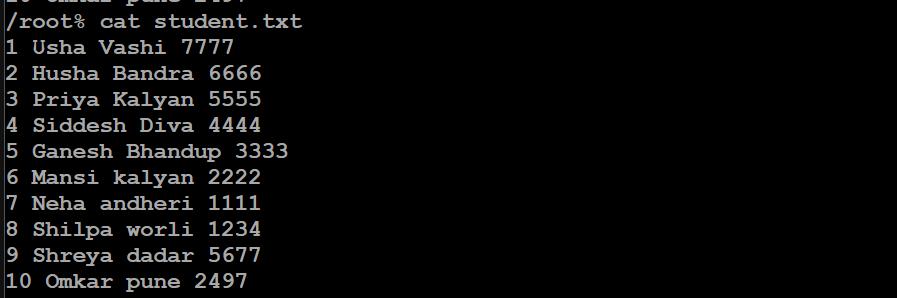 /root% cat student.txt
1 Usha Vashi 7777
2 Husha Bandra 6666
3 Priya Kalyan 5555
4 Siddesh Diva 4444
5 Ganesh Bhandup 3333
6 Mansi kalyan 2222
7 Neha andheri 1111
8 Shilpa worli 1234
9 Shreya dadar 5677
10 Omkar pune 2497